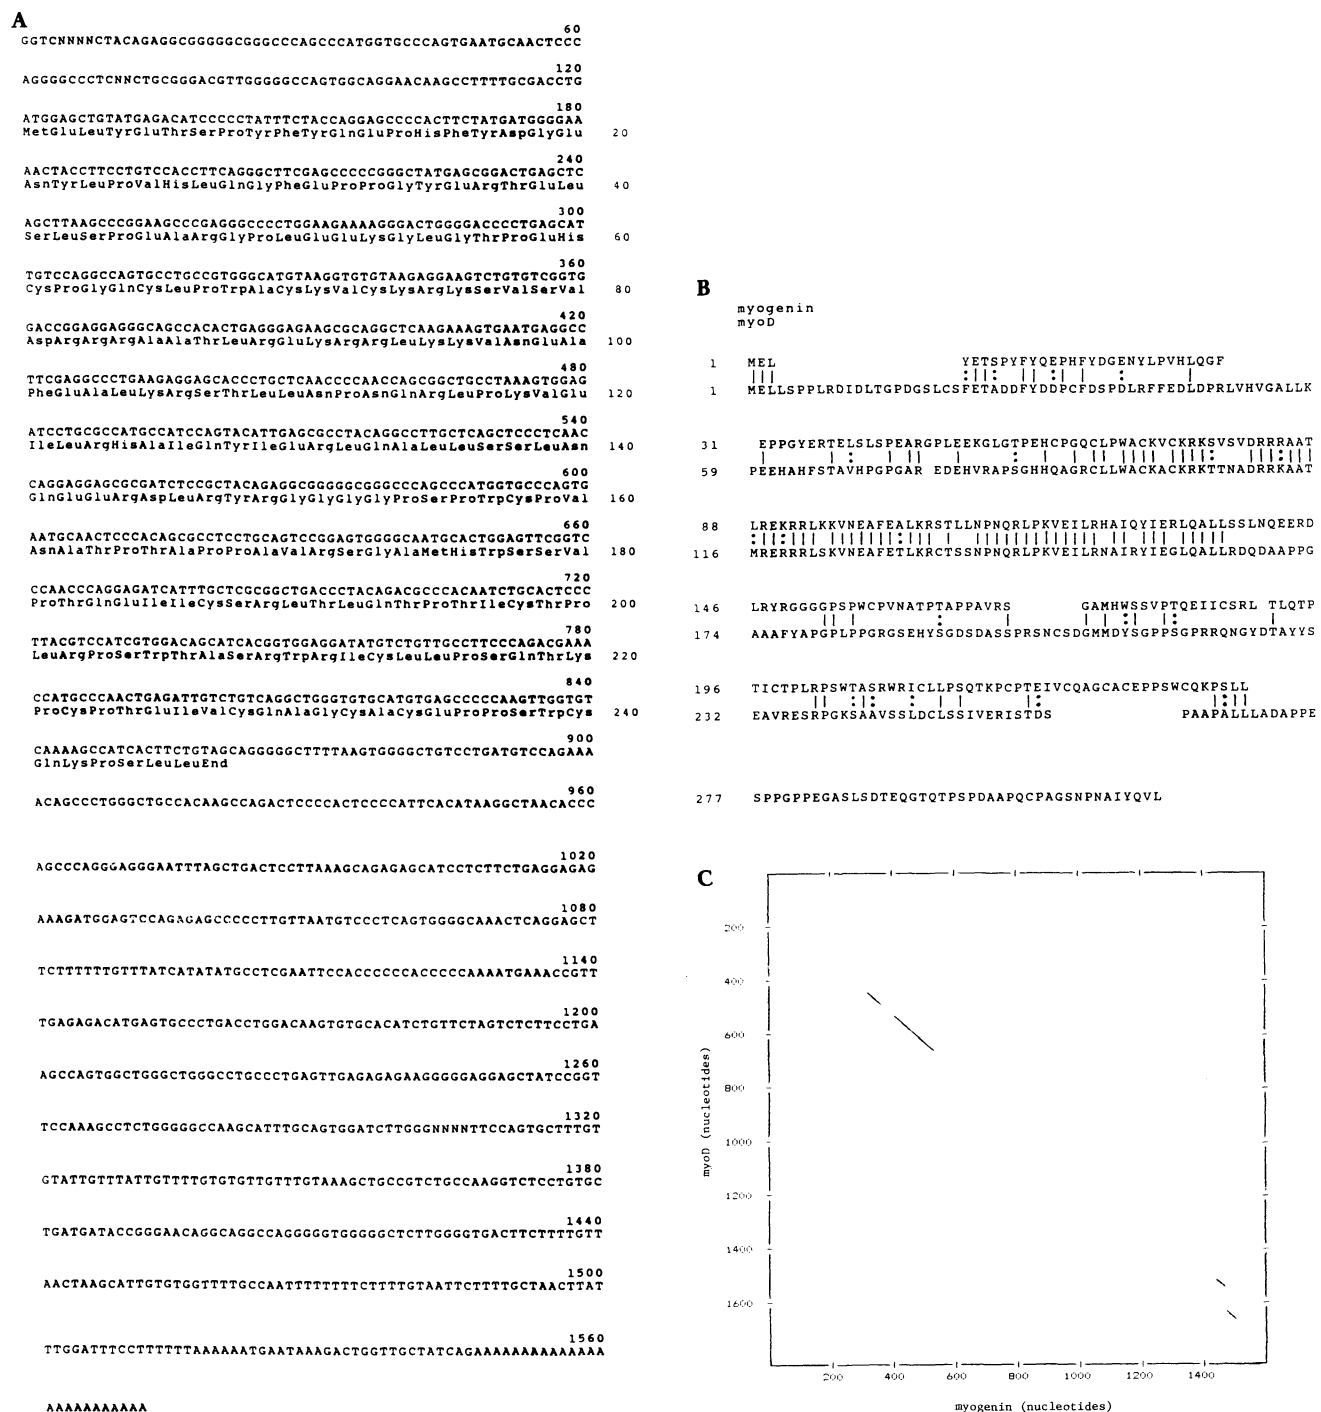 A
60
GGTCNNNNCTACAGAGGCGGGGGCGGGCCCAGCCCATGGTGCCCAGTGAATGCAACTCCC
120
AGGGGCCCTCNNCTGCGGGACGTTGGGGGCCAGTGGCAGGAACAAGCCTTTTGCGACCTG
180
ATGGAGCTGTATGAGACATCCCCCTATTTCTACCAGGAGCCCCACTTCTATGATGGGGAA
MetGluLeuTyrGluThrSerProTyrPheTyrGlnGluProHisPheTyrAspGlyGlu 20
240
AACTACCTTCCTGTCCACCTTCAGGGCTTCGAGCCCCCGGGCTATGAGCGGACTGAGCTC
AsnTyrLeuProValHisLeuGlnGlyPheGluProProGlyTyrGluArgThrGluLeu 40
300
AGCTTAAGCCCGGAAGCCCGAGGGCCCCTGGAAGAAAAGGGACTGGGGACCCCTGAGCAT
SerLeuSerProGluAlaArgGlyProLeuGluGluLysGlyLeuGlyThrProGluHis 60
360
TGTCCAGGCCAGTGCCTGCCGTGGGCATGTAAGGTGTGTAAGAGGAAGTCTGTGTCGGTG
CysProGlyGlnCysLeuProTrpAlaCysLysValCysLysArgLysSerValSerVal 80
420
GACCGGAGGAGGGCAGCCACACTGAGGGAGAAGCGCAGGCTCAAGAAAGTGAATGAGGCC
AspArgArgArgAlaAlaThrLeuArgGluLysArgArgLeuLysLysValAsnGluAla 100
480
TTCGAGGCCCTGAAGAGGAGCACCCTGCTCAACCCCAACCAGCGGCTGCCTAAAGTGGAG
PheGluAlaLeuLysArgSerThrLeuLeuAsnProAsnGlnArgLeuProLysValGlu 120
540
ATCCTGCGCCATGCCATCCAGTACATTGAGCGCCTACAGGCCTTGCTCAGCTCCCTCAAC
IleLeuArgHisAlaIleGlnTyrIleGluArgLeuGlnAlaLeuLeuSerSerLeuAsn 140
600
CAGGAGGAGCGCGATCTCCGCTACAGAGGCGGGGGCGGGCCCAGCCCATGGTGCCCAGTG
GlnGluGluArgAspLeuArgTyrArgGlyGlyGlyGlyProSerProTrpCysProVal 160
660
AATGCAACTCCCACAGCGCCTCCTGCAGTCCGGAGTGGGGCAATGCACTGGAGTTCGGTC
AsnAlaThrProThrAlaProProAlaValArgSerGlyAlaMetHisTrpSerSerVal 180
720
CCAACCCAGGAGATCATTTGCTCGCGGCTGACCCTACAGACGCCCACAATCTGCACTCCC
ProThrGlnGluIleIleCysSerArgLeuThrLeuGlnThrProThrIleCysThrPro 200
780
TTACGTCCATCGTGGACAGCATCACGGTGGAGGATATGTCTGTTGCCTTCCCAGACGAAA
LeuArgProSerTrpThrAlaSerArgTrpArgIleCysLeuLeuProSerGlnThrLys 220
840
CCATGCCCAACTGAGATTGTCTGTCAGGCTGGGTGTGCATGTGAGCCCCCAAGTTGGTGT
ProCysProThrGluIleValCysGlnAlaGlyCysAlaCysGluProProSerTrpCys 240
900
CAAAAGCCATCACTTCTGTAGCAGGGGGCTTTTAAGTGGGGCTGTCCTGATGTCCAGAAA
GlnLysProSerLeuLeuEnd
960
ACAGCCCTGGGCTGCCACAAGCCAGACTCCCCACTCCCCATTCACATAAGGCTAACACCC
1020
AGCCCAGGGAGGGAATTTAGCTGACTCCTTAAAGCAGAGAGCATCCTCTTCTGAGGAGAG
1080
AAAGATGGAGTCCAGAGAGCCCCCTTGTTAATGTCCCTCAGTGGGGCAAACTCAGGAGCT
1140
TCTTTTTTGTTTATCATATATGCCTCGAATTCCACCCCCCACCCCCAAAATGAAACCGTT
1200
TGAGAGACATGAGTGCCCTGACCTGGACAAGTGTGCACATCTGTTCTAGTCTCTTCCTGA
1260
AGCCAGTGGCTGGGCTGGGCCTGCCCTGAGTTGAGAGAGAAGGGGGAGGAGCTATCCGGT
1320
TCCAAAGCCTCTGGGGGCCAAGCATTTGCAGTGGATCTTGGGNNNNTTCCAGTGCTTTGT
1380
GTATTGTTTATTGTTTTGTGTGTTGTTTGTAAAGCTGCCGTCTGCCAAGGTCTCCTGTGC
1440
TGATGATACCGGGAACAGGCAGGCCAGGGGGTGGGGGCTCTTGGGGTGACTTCTTTTGTT
1500
AACTAAGCATTGTGTGGTTTTGCCAATTTTTTTTCTTTTGTAATTCTTTTGCTAACTTAT
1560
TTGGATTTCCTTTTTTAAAAAATGAATAAAGACTGGTTGCTATCAGAAAAAAAAAAAAAA
AAAAAAAAAAA
B
myogenin
myoD
1 MEL YETSPYFYQEPHFYDGENYLPVHLQGF
1 MELLSPPLRDIDLTGPDGSLCSFETADDFYDDPCFDSPDLRFFEDLDPRLVHVGALLK
31 EPPGYERTELSLSPEARGPLEEKGLGTPEHCPGQCLPWACKVCKRKSVSVDRRRAAT
59 PEEHAHFSTAVHPGPGAR EDEHVRAPSGHHQAGRCLLWACKACKRKTTNADRRKAAT
88 LREKRRLKKVNEAFEALKRSTLLNPNQRLPKVEILRHAIQYIERLQALLSSLNQEERD
116 MRERRRLSKVNEAFETLKRCTSSNPNQRLPKVEILRNAIRYIEGLQALLRDQDAAPPG
146 LRYRGGGGPSPWCPVNATPTAPPAVRS GAMHWSSVPTQEIICSRL TLQTP
174 AAAFYAPGPLPPGRGSEHYSGDSDASSPRSNCSDGMMDYSGPPSGPRRQNGYDTAYYS
196 TICTPLRPSWTASRWRICLLPSQTKPCPTEIVCQAGCACEPPSWCQKPSLL
232 EAVRESRPGKSAAVSSLDCLSSIVERISTDS PAAPALLLADAPPE
277 SPPGPPEGASLSDTEQGTQTPSPDAAPQCPAGSNPNAIYQVL
C
200
400
600
800
1000
1200
1400
1600
myoD (nucleotides)
200 400 600 800 1000 1200 1400
myogenin (nucleotides)